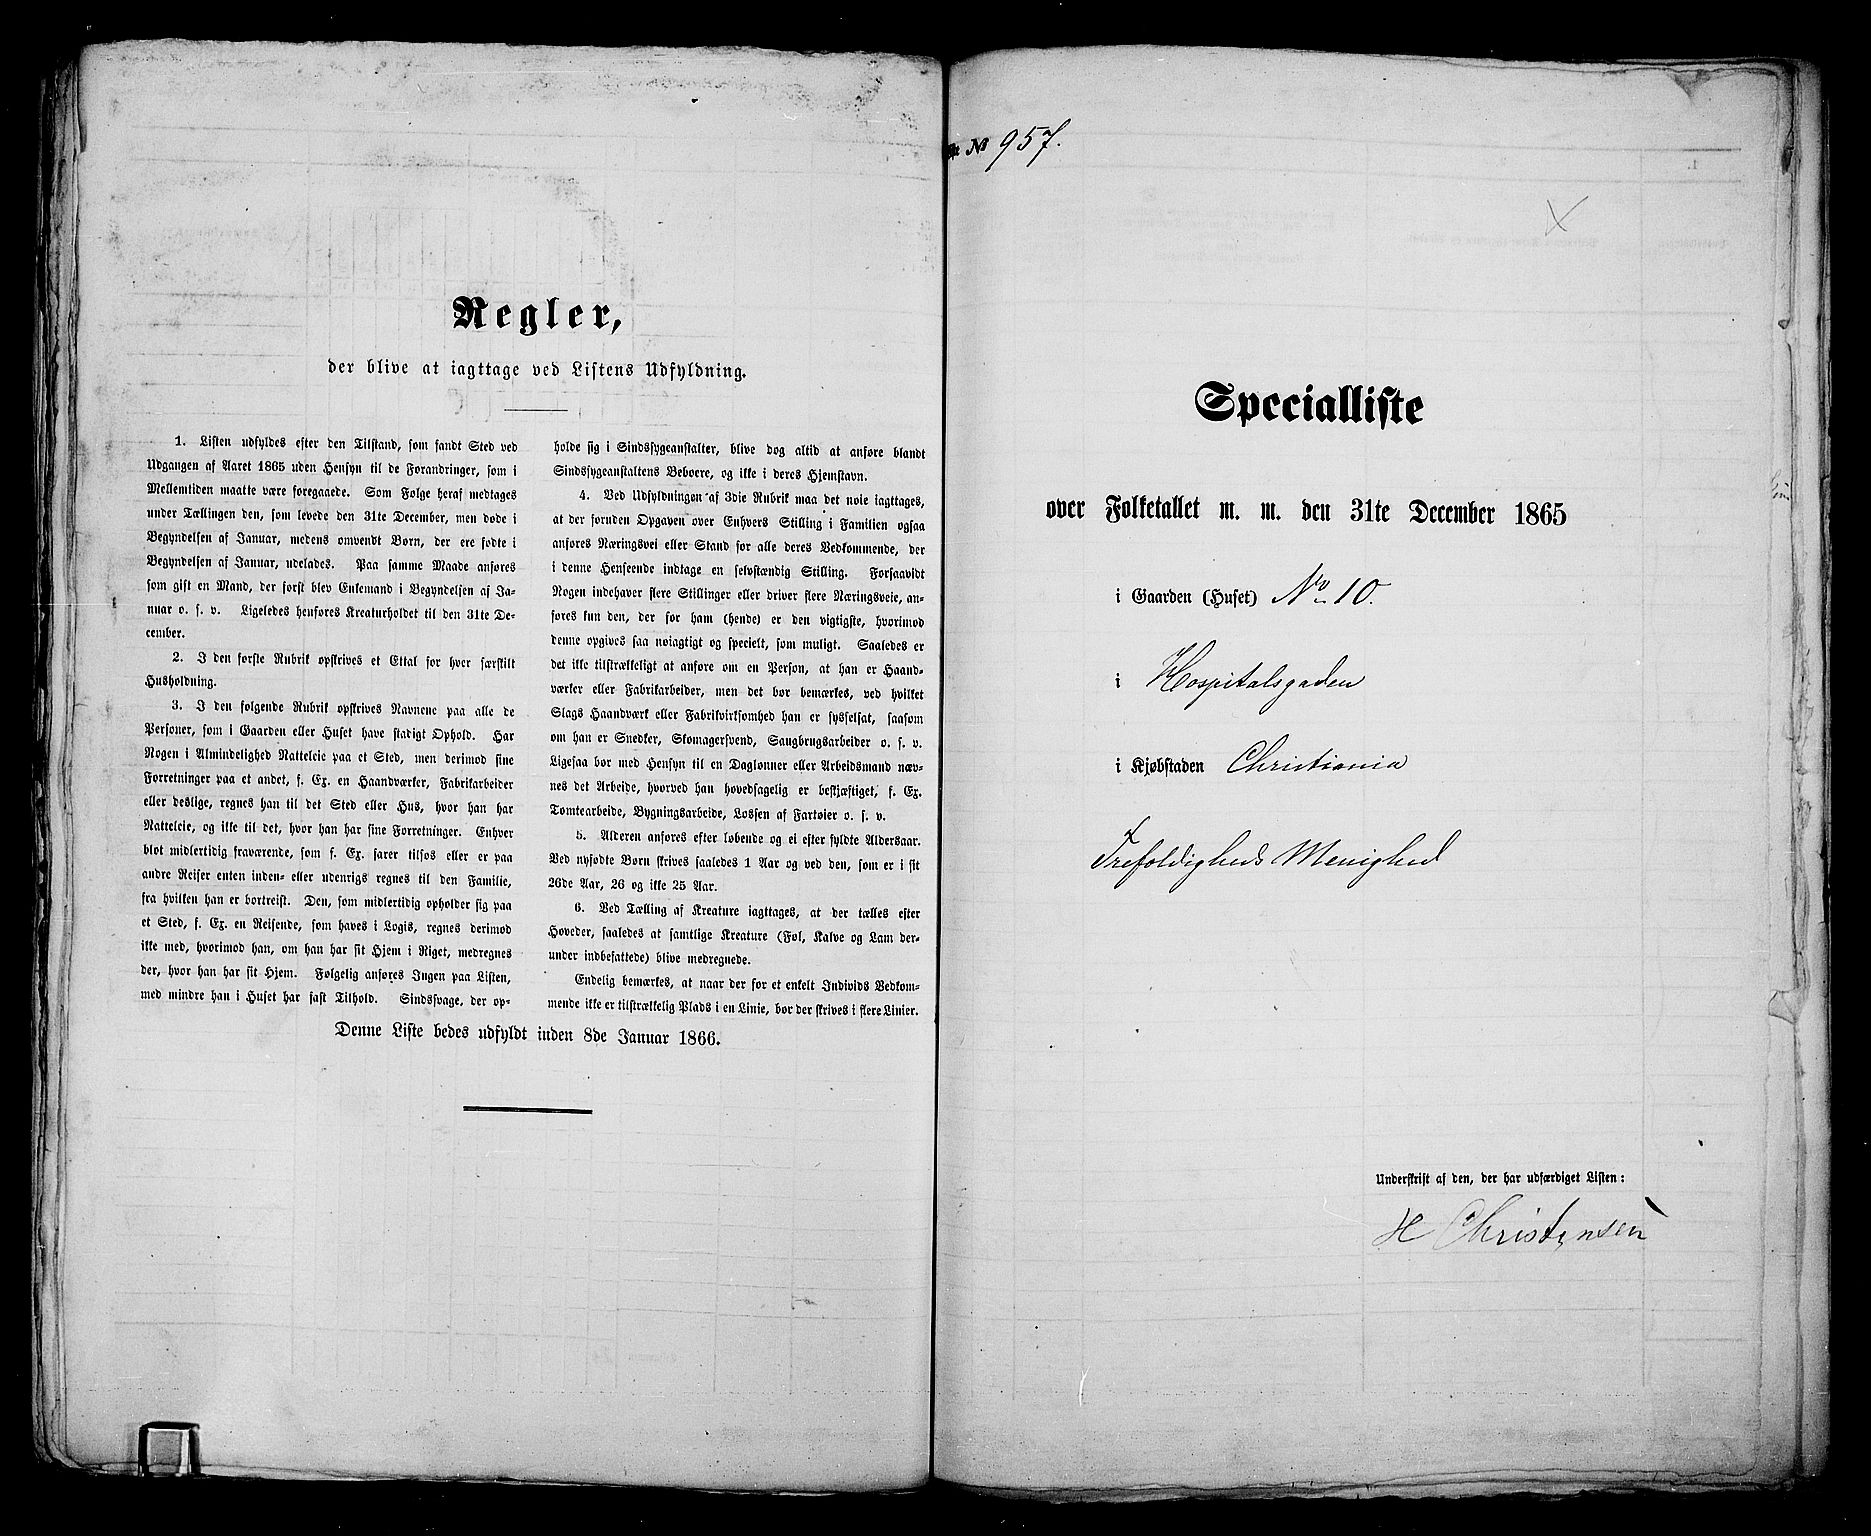 Regler,
der blive at iagttage ved Listens Udfyldning.
1. Listen udfyldes efter den Tilstand, som fandt Sted ved
Udgangen af Aaret 1865 uden Hensyn til de Forandringer, som i
Mellemtiden maatte være foregaaede. Som Følge heraf medtages
under Tællingen den, som levede den 31te December, men døde i
Begyndelsen af Januar, medens omvendt Børn, der ere fødte i
Begyndelsen af Januar, udelades. Paa samme Maade anføres
som gift en Mand, der først blev Enkemand i Begyndelsen af Ja-
nuar o. s. v. Ligeledes henføres Kreaturholdet til den 31te De-
cember.
2. I den første Rubrik opskrives et Ettal for hver særskilt
Husholdning.
3. I den følgende Rubrik opskrives Navnene paa alle de
Personer, som i Gaarden eller Huset have stadigt Ophold. Har
Nogen i Almindelighed Natteleie paa et Sted, men derimod sine
Forretninger paa et andet, f. Ex. en Haandværker, Fabrikarbeider
eller deslige, regnes han til det Sted eller Hus, hvor han har
Natteleie, og ikke til det, hvor han har sine Forretninger. Enhver
blot midlertidig fraværende, som f. Ex. farer tilsøs eller er paa
andre Reiser enten inden- eller udenrigs regnes til den Familie,
fra hvilken han er bortreist. Den, som midlertidig opholder sig paa
et Sted, f. Ex. en Reisende, som haves i Logis, regnes derimod
ikke med, hvorimod han, om han har sit Hjem i Riget, medregnes
der, hvor han har sit Hjem. Følgelig anføres Ingen paa Listen,
med mindre han i Huset har fast Tilhold. Sindssvage, der op-
holde sig i Sindssygeanstalter, blive dog altid at anføre blandt
Sindssygeanstaltens Beboere, og ikke i deres Hjemstavn.
4. Ved Udfyldningen af 3die Rubrik maa det nøie iagttages,
at der foruden Opgaven over Enhvers Stilling i Familien ogsaa
anføres Næringsvei eller Stand for alle deres Vedkommende, der
i denne Henseende indtage en selvstændig Stilling. Forsaavidt
Nogen indehaver flere Stillinger eller driver flere Næringsveie, an-
føres kun den, der for ham (hende) er den vigtigste, hvorimod
denne opgives saa nøiagtigt og specielt, som muligt. Saaledes er
det ikke tilstrækkeligt at anføre om en Person, at han er Haand-
værker eller Fabrikarbeider, men det bør bemærkes, ved hvilket
Slags Haandværk eller Fabrikvirksomhed han er sysselsat, saasom
om han er Snedker, Skomagersvend, Saugbrugsarbeider o. s. v.
Ligesaa bør med Hensyn til en Daglønner eller Arbeidsmand næv-
nes det Arbeide, hvorved han hovedsagelig er beskjæftiget, f. Ex.
Tomtearbeide, Bygningsarbeide, Lossen af Fartøier o. s. v.
5. Alderen anføres efter løbende og ei efter fyldte Aldersaar.
Ved nyfødte Børn skrives saaledes 1 Aar og ved den, som er i sit
26de Aar, 26 og ikke 25 Aar.
6. Ved Tælling af Kreature iagttages, at der tælles efter
Hoveder, saaledes at samtlige Kreature (Føl, Kalve og Lam der-
under indbefattede) blive medregnede.
Endelig bemærkes, at naar der for et enkelt Individs Vedkom-
mende ikke er tilstrækkelig Plads i en Linie, bør der skrives i flere Linier.
Denne Liste bedes udfyldt inden 8de Januar 1866.
№ 957.
Specialliste
over Folketallet m. m. den 31te December 1865
i Gaarden (Huset) No 10.
i Hospitalsgaden
i Kjøbstaden Christiania
Trefoldigheds Menighed
Underskrift af den, der har udfærdiget Listen:
H Christensen